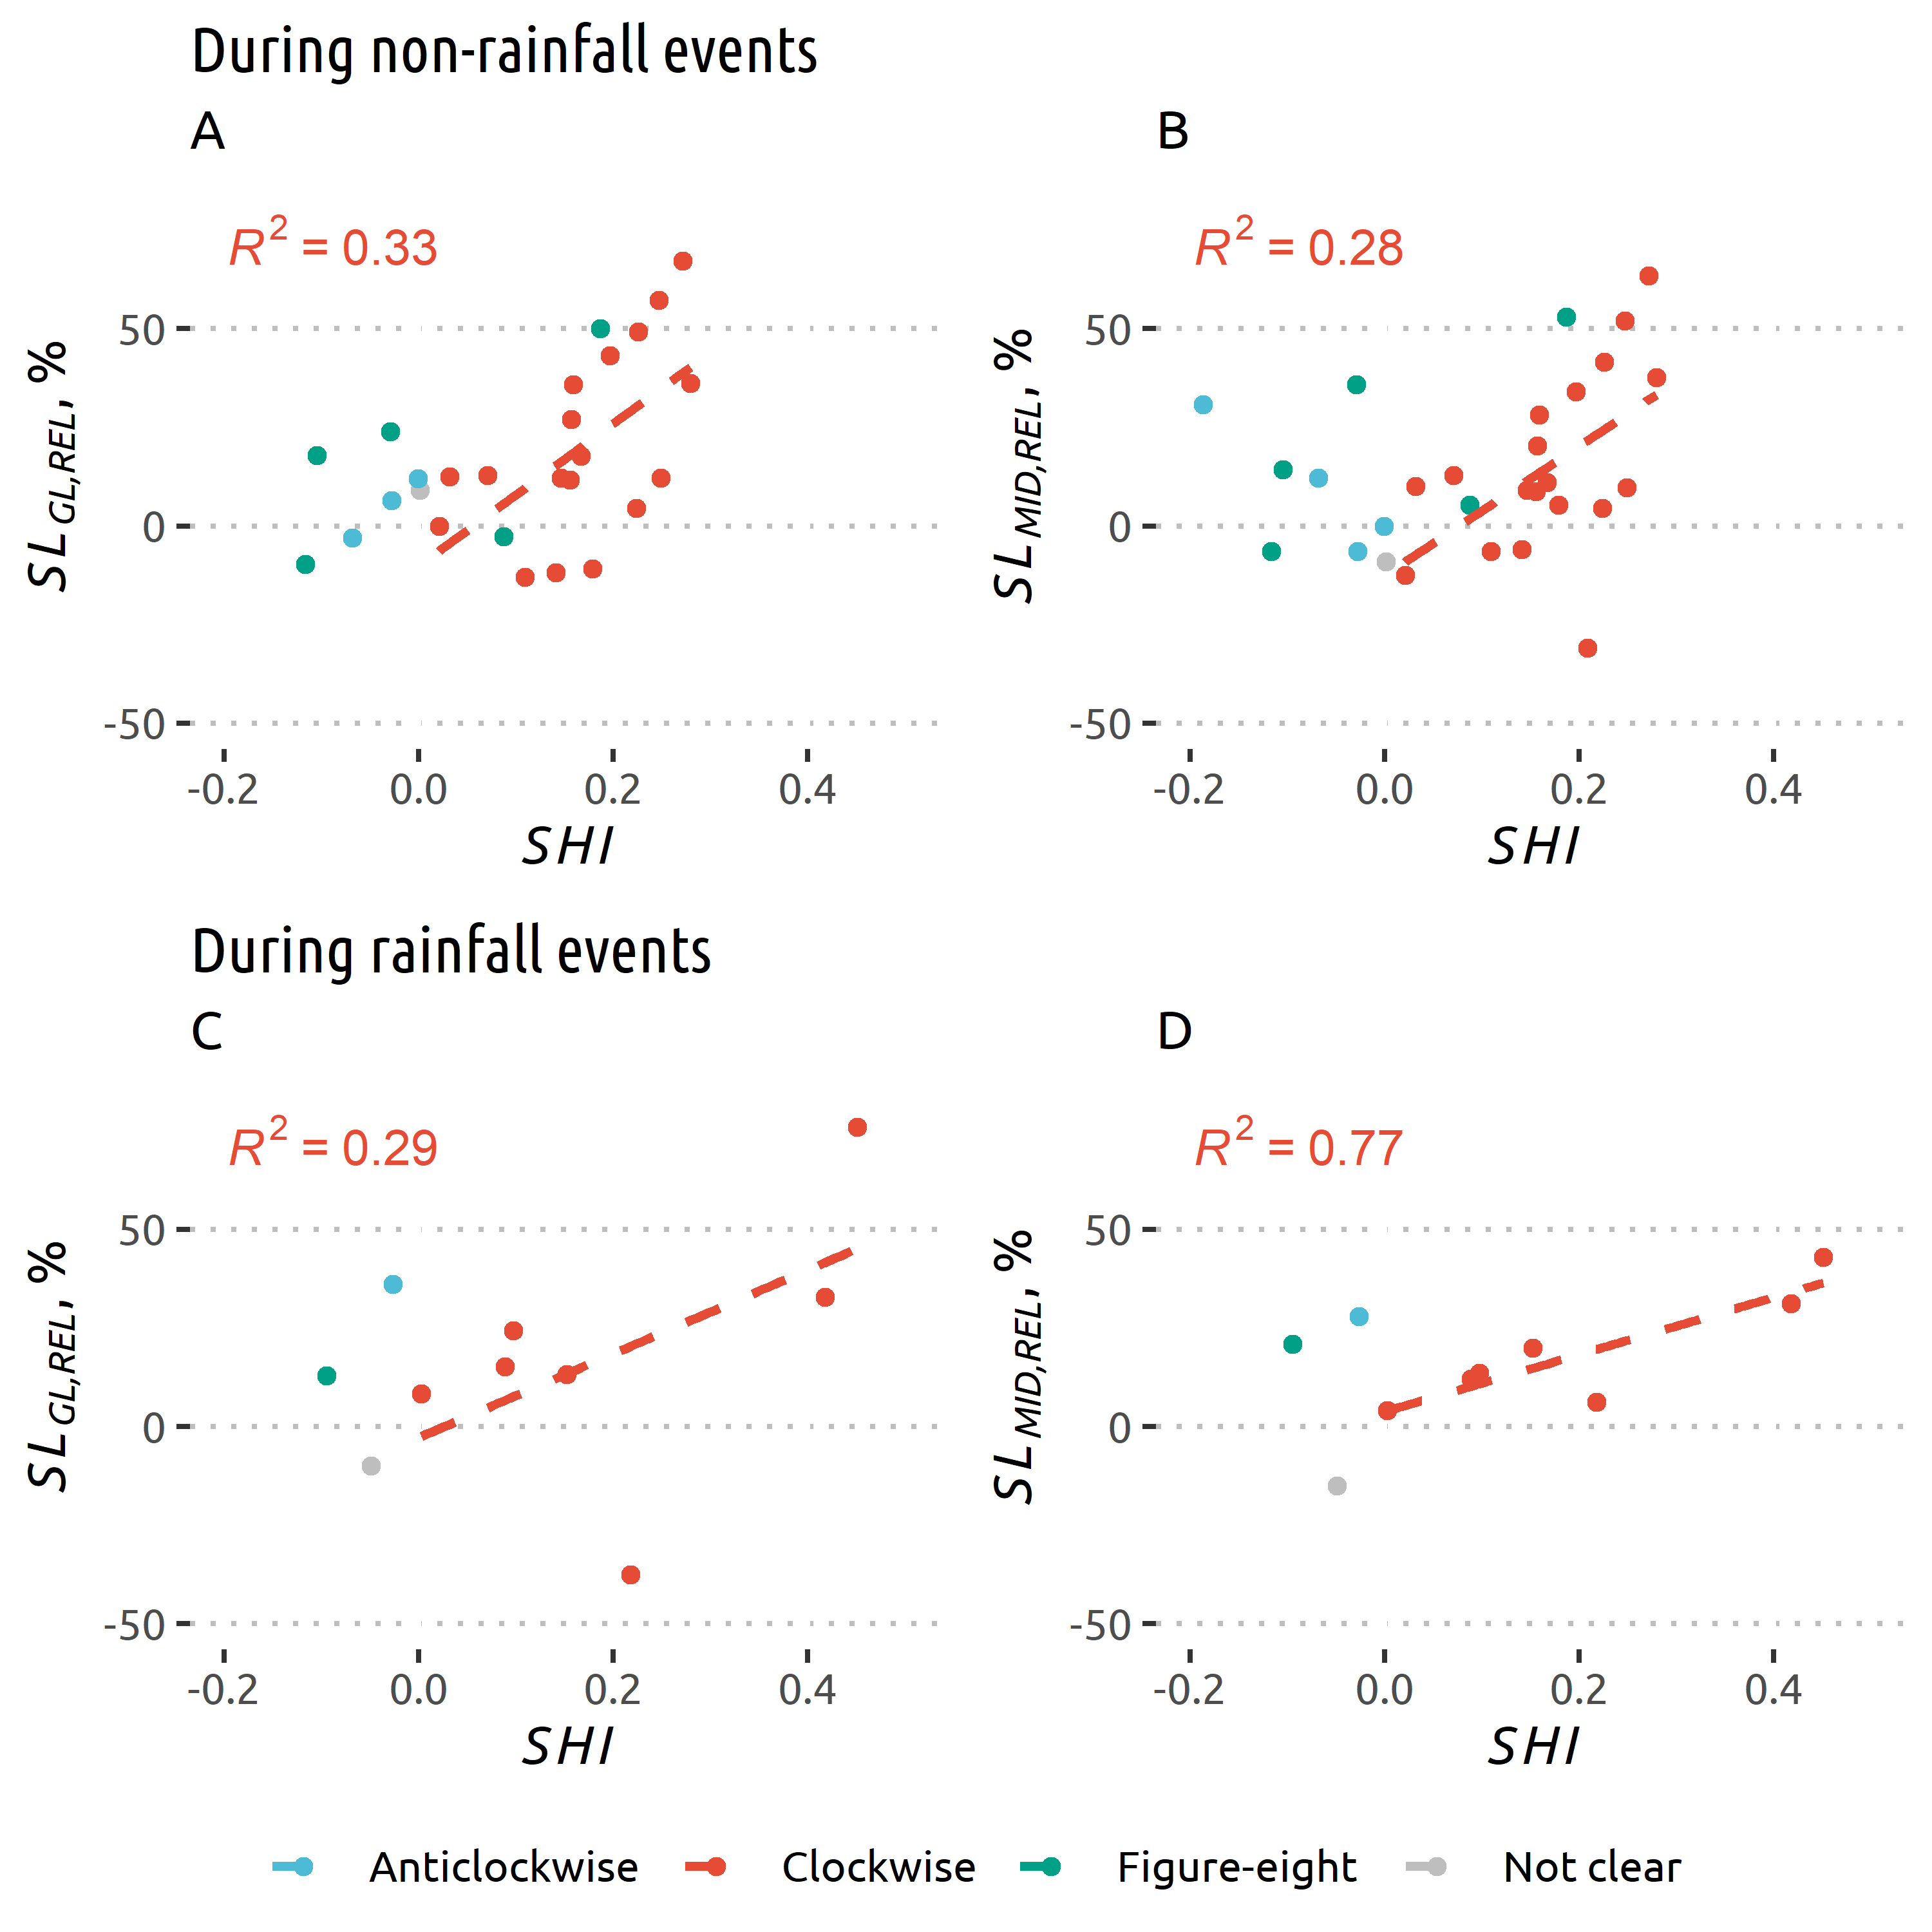 During non-rainfall events
A
B
R² = 0.33
R² = 0.28
SL_GL,REL, %
50
0
-50
-0.2 0.0 0.2 0.4
SHI
SL_MID,REL, %
50
0
-50
-0.2 0.0 0.2 0.4
SHI
During rainfall events
C
D
R² = 0.29
R² = 0.77
SL_GL,REL, %
50
0
-50
-0.2 0.0 0.2 0.4
SHI
SL_MID,REL, %
50
0
-50
-0.2 0.0 0.2 0.4
SHI
Anticlockwise Clockwise Figure-eight Not clear